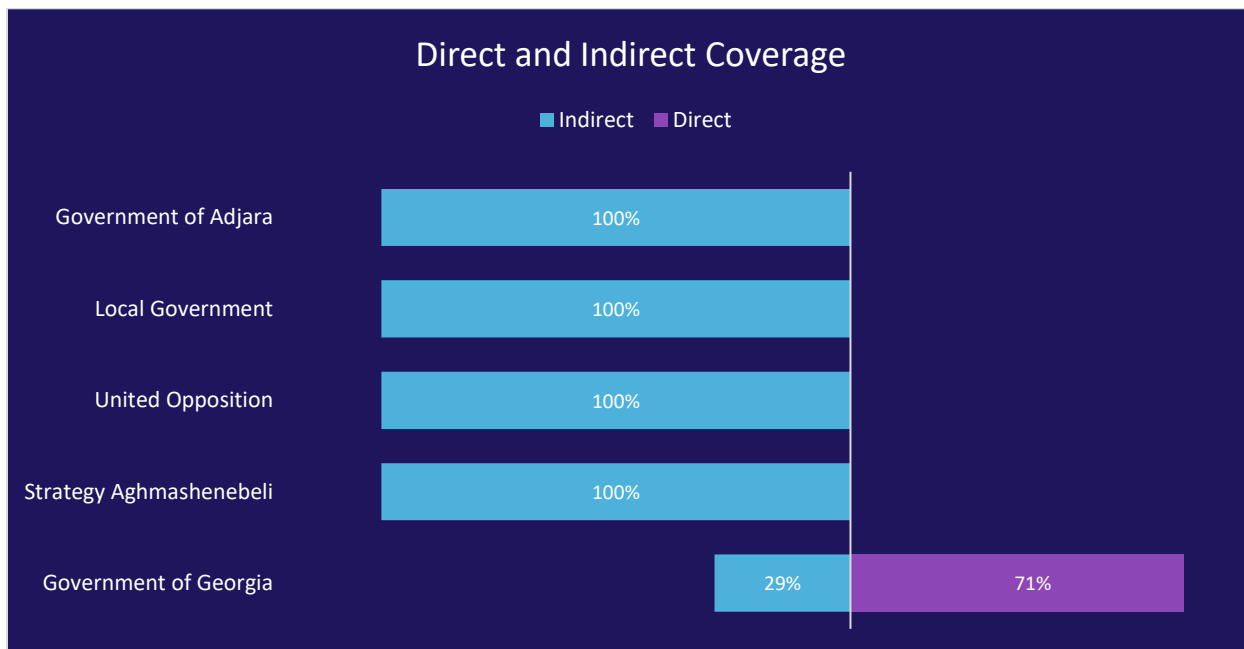 Direct and Indirect Coverage
Indirect Direct
Government of Adjara 100%
Local Government 100%
United Opposition 100%
Strategy Aghmashenebeli 100%
Government of Georgia 29% 71%